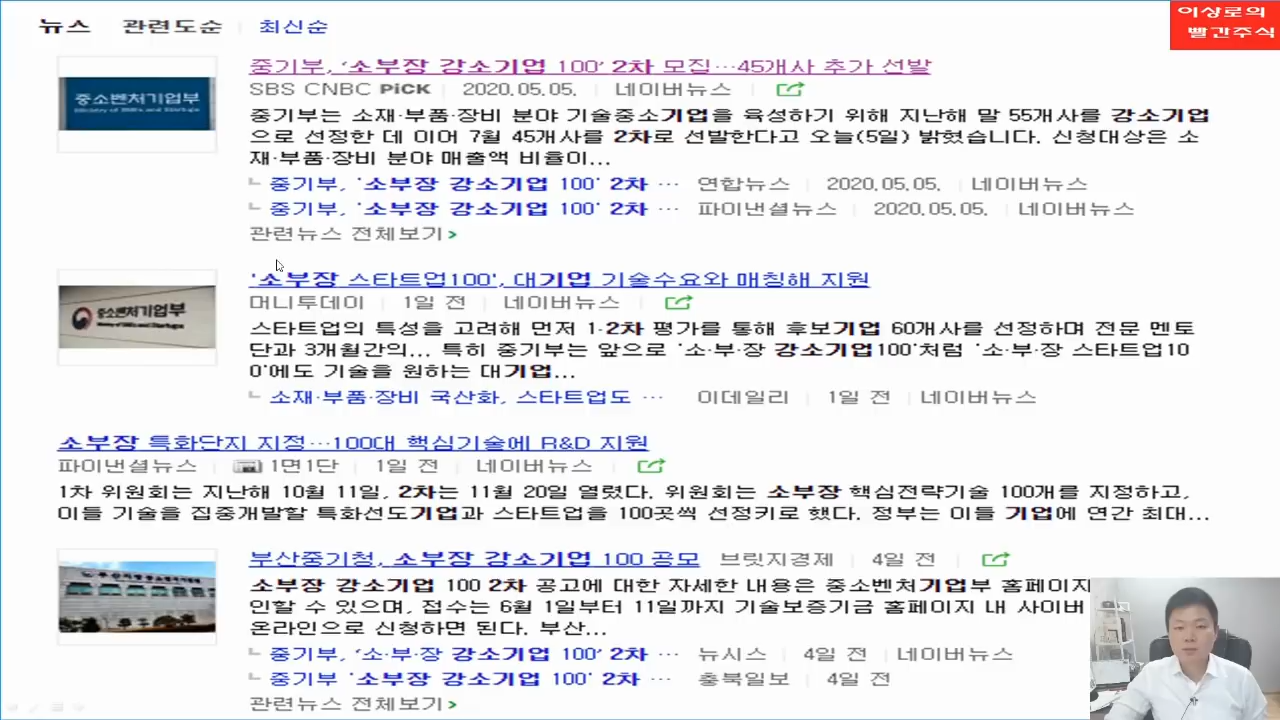 뉴스 관련도순 최신순
이상로의
빨간주식
중기부, '소부장 강소기업 100' 2차 모집…45개사 추가 선발
SBS CNBC PiCK 2020.05.05. 네이버뉴스
중소벤처기업부
Ministry of SMEs and Startups
중기부는 소재·부품·장비 분야 기술중소기업을 육성하기 위해 지난해 말 55개사를 강소기업
으로 선정한 데 이어 7월 45개사를 2차로 선발한다고 오늘(5일) 밝혔습니다. 신청대상은 소
재·부품·장비 분야 매출액 비율이...
중기부, '소부장 강소기업 100' 2차 … 연합뉴스 2020.05.05. 네이버뉴스
중기부, '소부장 강소기업 100' 2차 … 파이낸셜뉴스 2020.05.05. 네이버뉴스
관련뉴스 전체보기 >
'소부장 스타트업100', 대기업 기술수요와 매칭해 지원
머니투데이 1일 전 네이버뉴스
중소벤처기업부
Ministry of SMEs and Startups
스타트업의 특성을 고려해 먼저 1·2차 평가를 통해 후보기업 60개사를 선정하며 전문 멘토
단과 3개월간의... 특히 중기부는 앞으로 '소·부·장 강소기업100'처럼 '소·부·장 스타트업10
0'에도 기술을 원하는 대기업...
소재·부품·장비 국산화, 스타트업도 … 이데일리 1일 전 네이버뉴스
소부장 특화단지 지정…100대 핵심기술에 R&D 지원
파이낸셜뉴스 1면1단 1일 전 네이버뉴스
1차 위원회는 지난해 10월 11일, 2차는 11월 20일 열렸다. 위원회는 소부장 핵심전략기술 100개를 지정하고,
이들 기술을 집중개발할 특화선도기업과 스타트업을 100곳씩 선정키로 했다. 정부는 이들 기업에 연간 최대...
부산중기청, 소부장 강소기업 100 공모 브릿지경제 4일 전
소부장 강소기업 100 2차 공고에 대한 자세한 내용은 중소벤처기업부 홈페이지
인할 수 있으며, 접수는 6월 1일부터 11일까지 기술보증기금 홈페이지 내 사이버
온라인으로 신청하면 된다. 부산...
중기부, '소·부·장 강소기업 100' 2차 … 뉴시스 4일 전 네이버뉴스
중기부 '소부장 강소기업 100' 2차 … 충북일보 4일 전
관련뉴스 전체보기 >